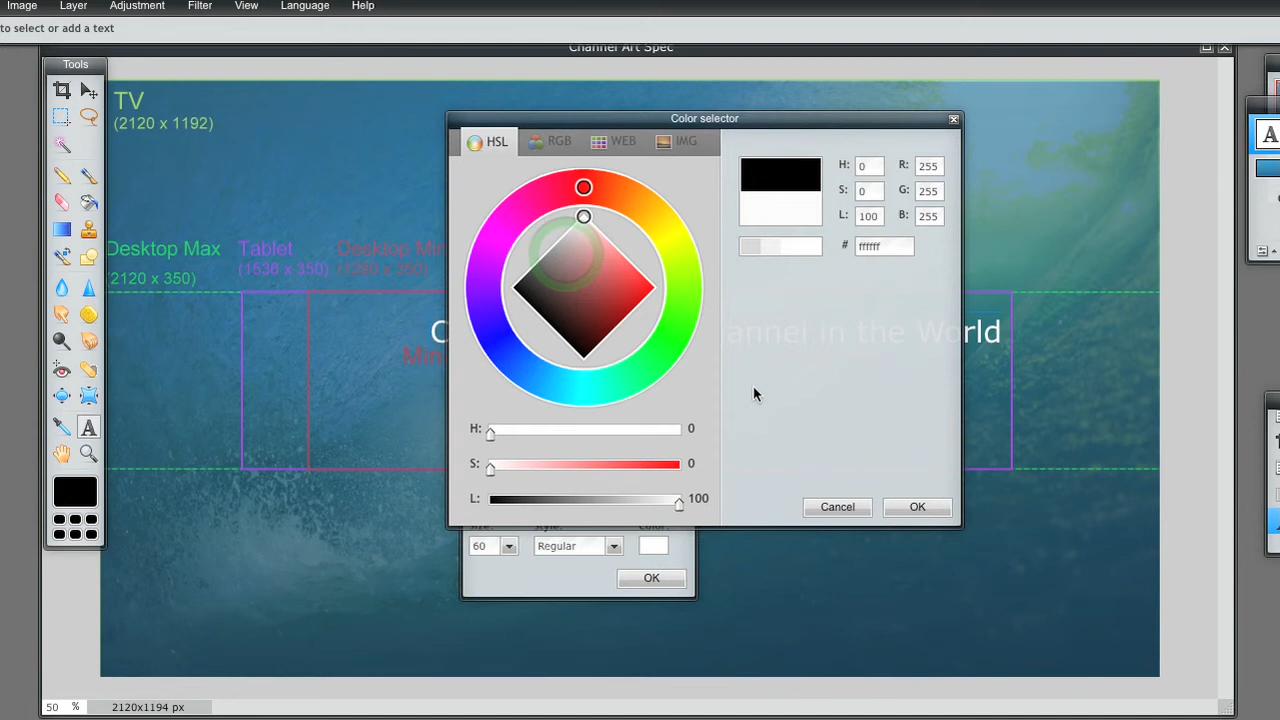 Image Layer Adjustment Filter View Language Help
to select or add a text
Channel Art Spec
Tools
TV
(2120 x 1192)
Color selector
HSL RGB WEB IMG
H: 0 R: 255
S: 0 G: 255
L: 100 B: 255
# ffffff
Desktop Max Tablet Desktop Min
(2120 x 350) (1536 x 350) (1280 x 350)
annel in the World
H: 0
S: 0
L: 100
Cancel OK
60 Regular
OK
50 % 2120x1194 px